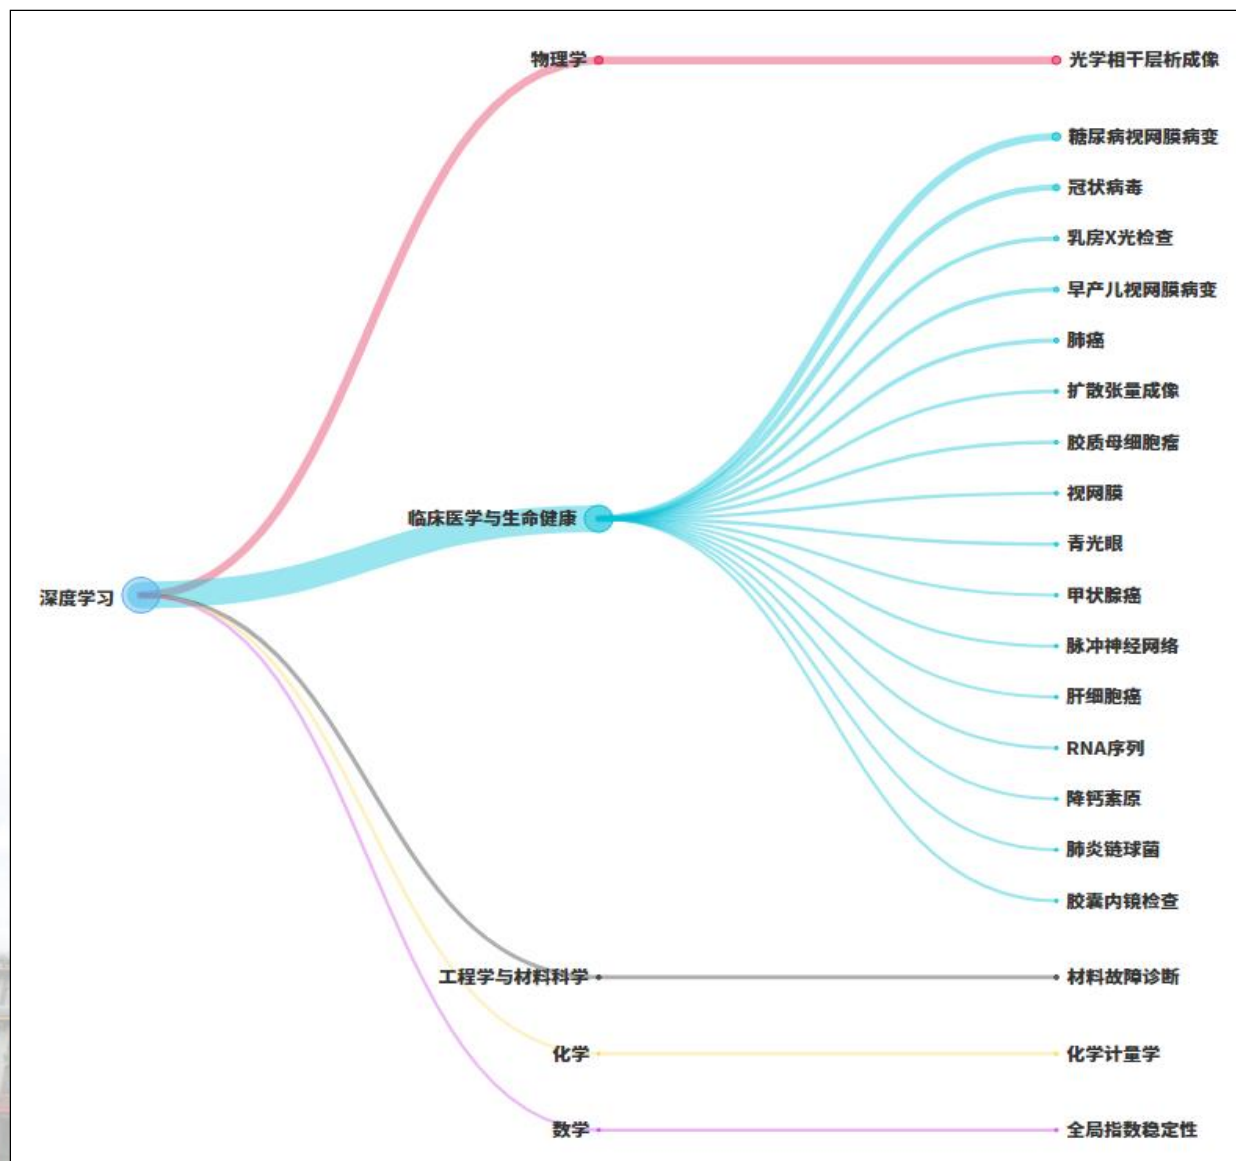 物理学
光学相干层析成像
糖尿病视网膜病变
冠状病毒
乳房X光检查
早产儿视网膜病变
肺癌
扩散张量成像
胶质母细胞瘤
视网膜
临床医学与生命健康
青光眼
深度学习
甲状腺癌
脉冲神经网络
肝细胞癌
RNA序列
降钙素原
肺炎链球菌
胶囊内镜检查
工程学与材料科学
材料故障诊断
化学
化学计量学
数学
全局指数稳定性